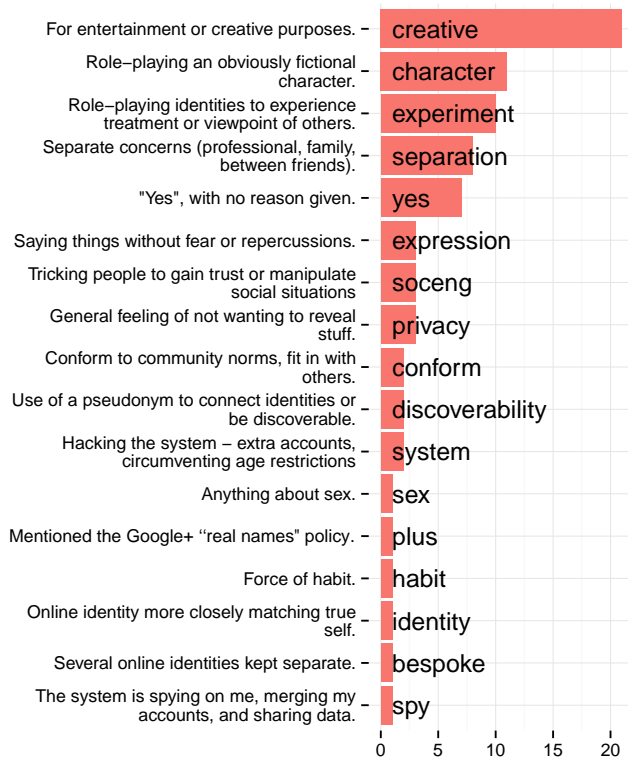 For entertainment or creative purposes.
creative
Role−playing an obviously fictional
character.
character
Role−playing identities to experience
treatment or viewpoint of others.
experiment
Separate concerns (professional, family,
between friends).
separation
"Yes", with no reason given.
yes
Saying things without fear or repercussions.
expression
Tricking people to gain trust or manipulate
social situations
soceng
General feeling of not wanting to reveal
stuff.
privacy
Conform to community norms, fit in with
others.
conform
Use of a pseudonym to connect identities or
be discoverable.
discoverability
Hacking the system − extra accounts,
circumventing age restrictions
system
Anything about sex.
sex
Mentioned the Google+ ‘‘real names" policy.
plus
Force of habit.
habit
Online identity more closely matching true
self.
identity
Several online identities kept separate.
bespoke
The system is spying on me, merging my
accounts, and sharing data.
spy
0 5 10 15 20